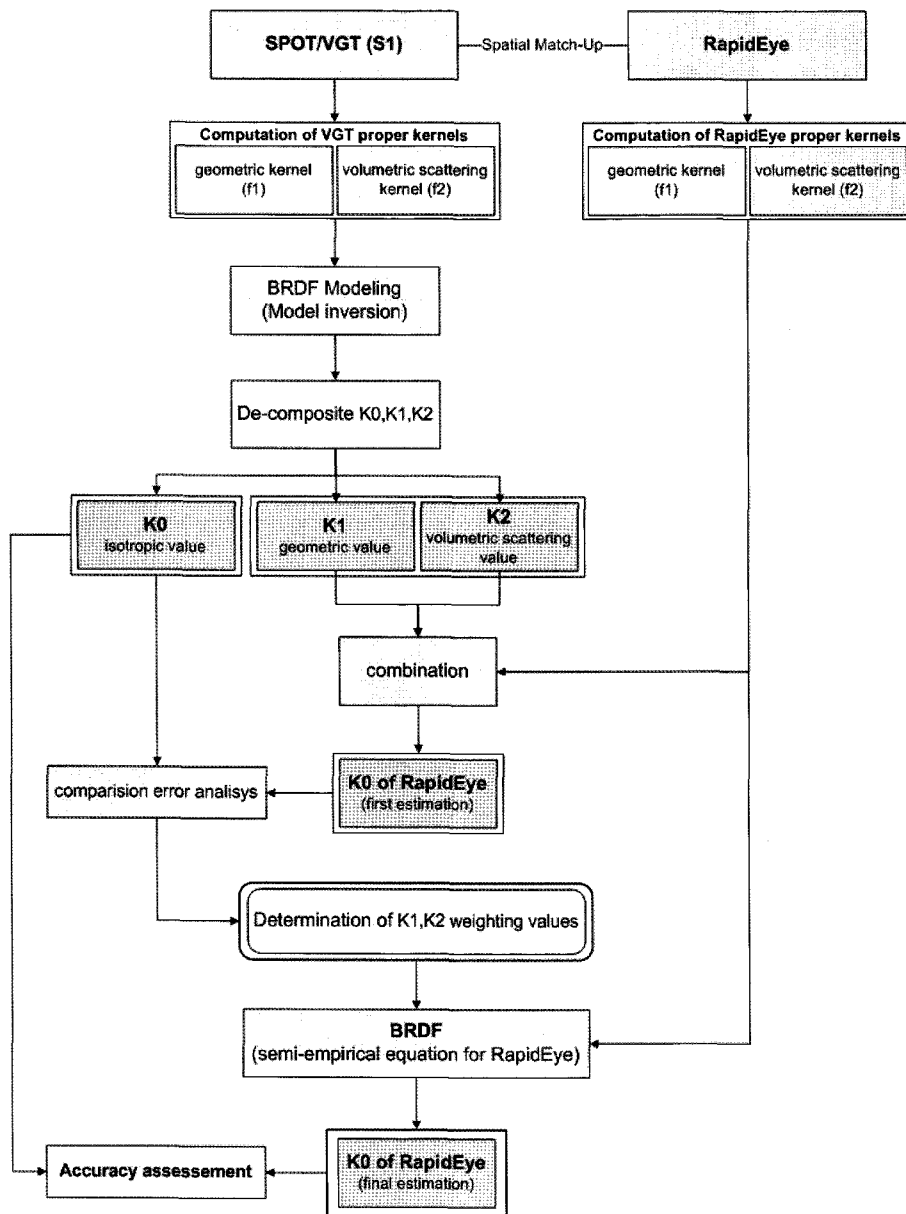 SPOT/VGT (S1)
Spatial Match-Up
RapidEye
Computation of VGT proper kernels
geometric kernel
(f1)
volumetric scattering
kernel (f2)
Computation of RapidEye proper kernels
geometric kernel
(f1)
volumetric scattering
kernel (f2)
BRDF Modeling
(Model inversion)
De-composite K0,K1,K2
K0
isotropic value
K1
geometric value
K2
volumetric scattering
value
combination
comparision error analisys
K0 of RapidEye
(first estimation)
Determination of K1,K2 weighting values
BRDF
(semi-empirical equation for RapidEye)
Accuracy assessement
K0 of RapidEye
(final estimation)